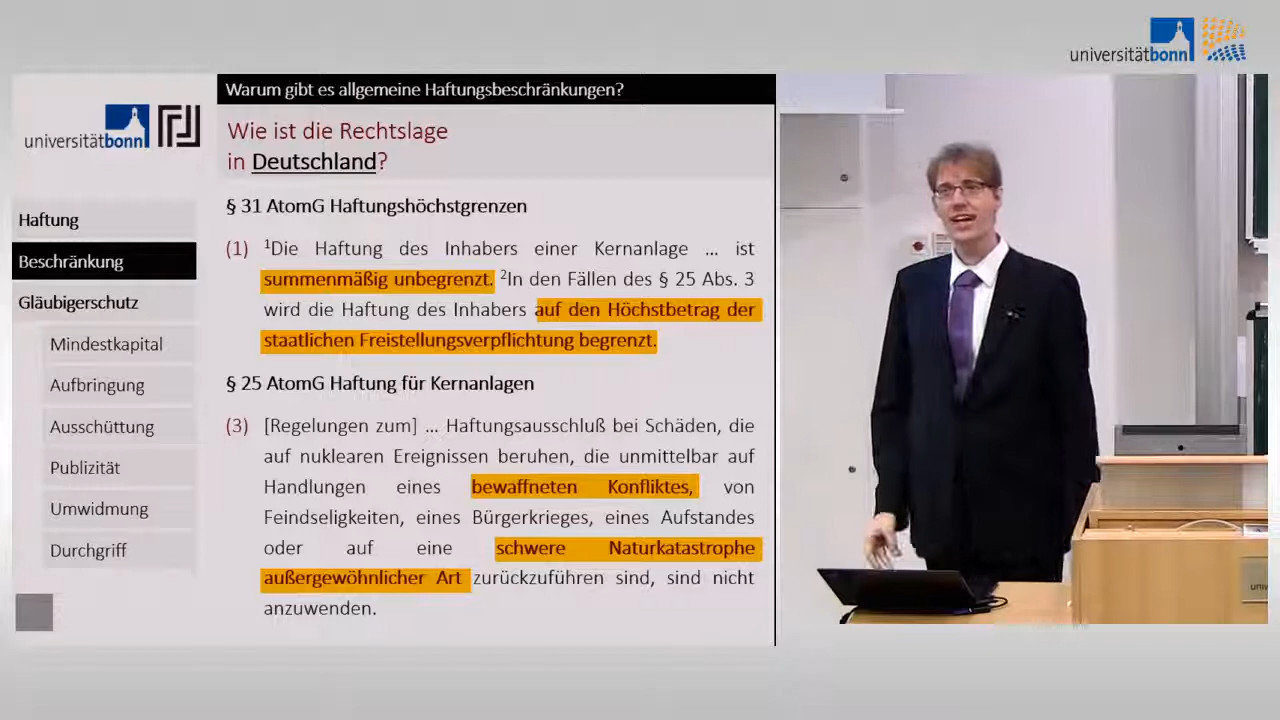 universitätbonn
Warum gibt es allgemeine Haftungsbeschränkungen?
universitätbonn
Wie ist die Rechtslage
in Deutschland?
Haftung
Beschränkung
Gläubigerschutz
Mindestkapital
Aufbringung
Ausschüttung
Publizität
Umwidmung
Durchgriff
§ 31 AtomG Haftungshöchstgrenzen
(1) ¹Die Haftung des Inhabers einer Kernanlage … ist
summenmäßig unbegrenzt. ²In den Fällen des § 25 Abs. 3
wird die Haftung des Inhabers auf den Höchstbetrag der
staatlichen Freistellungsverpflichtung begrenzt.
§ 25 AtomG Haftung für Kernanlagen
(3) [Regelungen zum] … Haftungsausschluß bei Schäden, die
auf nuklearen Ereignissen beruhen, die unmittelbar auf
Handlungen eines bewaffneten Konfliktes, von
Feindseligkeiten, eines Bürgerkrieges, eines Aufstandes
oder auf eine schwere Naturkatastrophe
außergewöhnlicher Art zurückzuführen sind, sind nicht
anzuwenden.